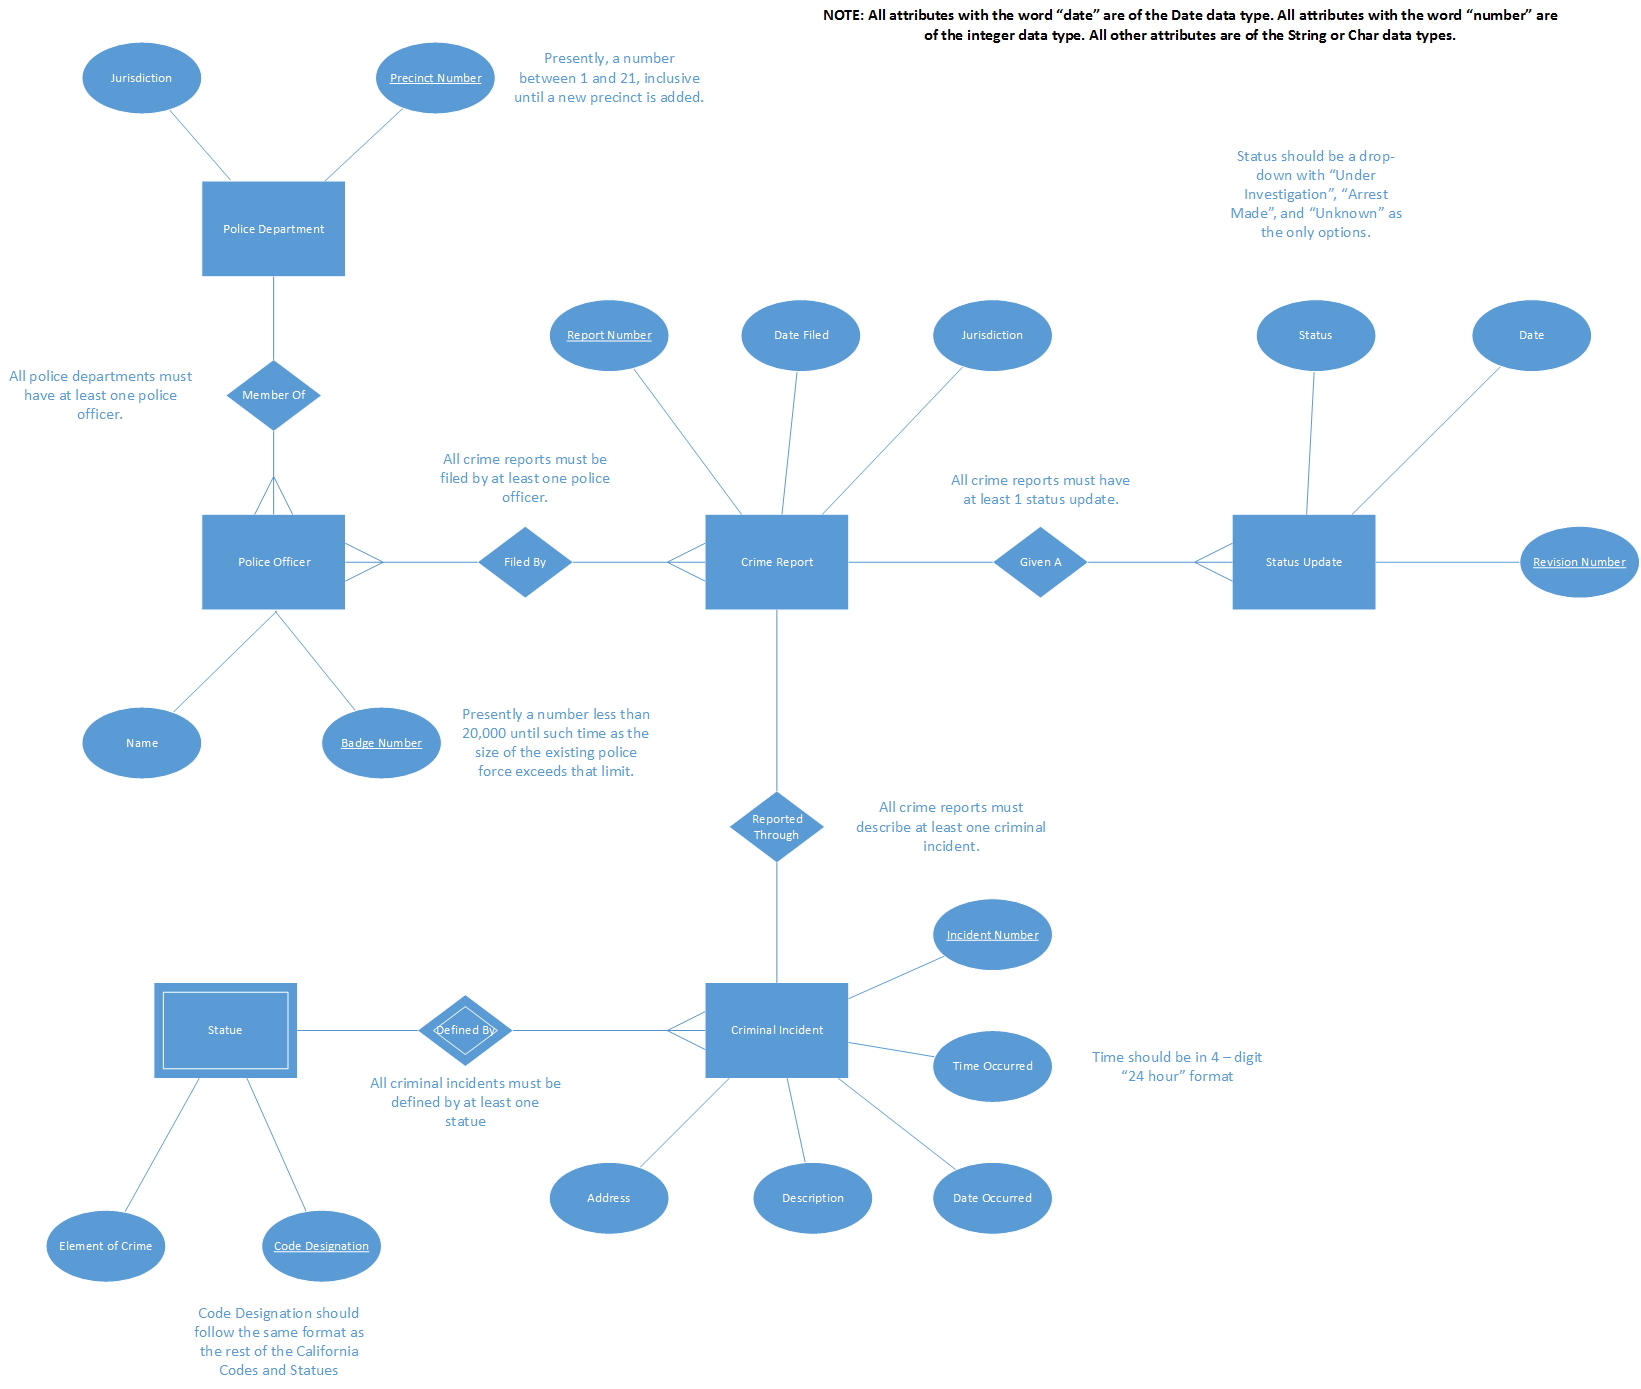 NOTE: All attributes with the word “date” are of the Date data type. All attributes with the word “number” are
of the integer data type. All other attributes are of the String or Char data types.
Jurisdiction
Precinct Number
Presently, a number
between 1 and 21, inclusive
until a new precinct is added.
Police Department
Status should be a drop-
down with “Under
Investigation”, “Arrest
Made”, and “Unknown” as
the only options.
Report Number
Date Filed
Jurisdiction
Status
Date
All police departments must
have at least one police
officer.
Member Of
All crime reports must be
filed by at least one police
officer.
All crime reports must have
at least 1 status update.
Police Officer
Filed By
Crime Report
Given A
Status Update
Revision Number
Name
Badge Number
Presently a number less than
20,000 until such time as the
size of the existing police
force exceeds that limit.
Reported
Through
All crime reports must
describe at least one criminal
incident.
Incident Number
Statue
Defined By
Criminal Incident
Time Occurred
Time should be in 4 – digit
“24 hour” format
All criminal incidents must be
defined by at least one
statue
Address
Description
Date Occurred
Element of Crime
Code Designation
Code Designation should
follow the same format as
the rest of the California
Codes and Statues